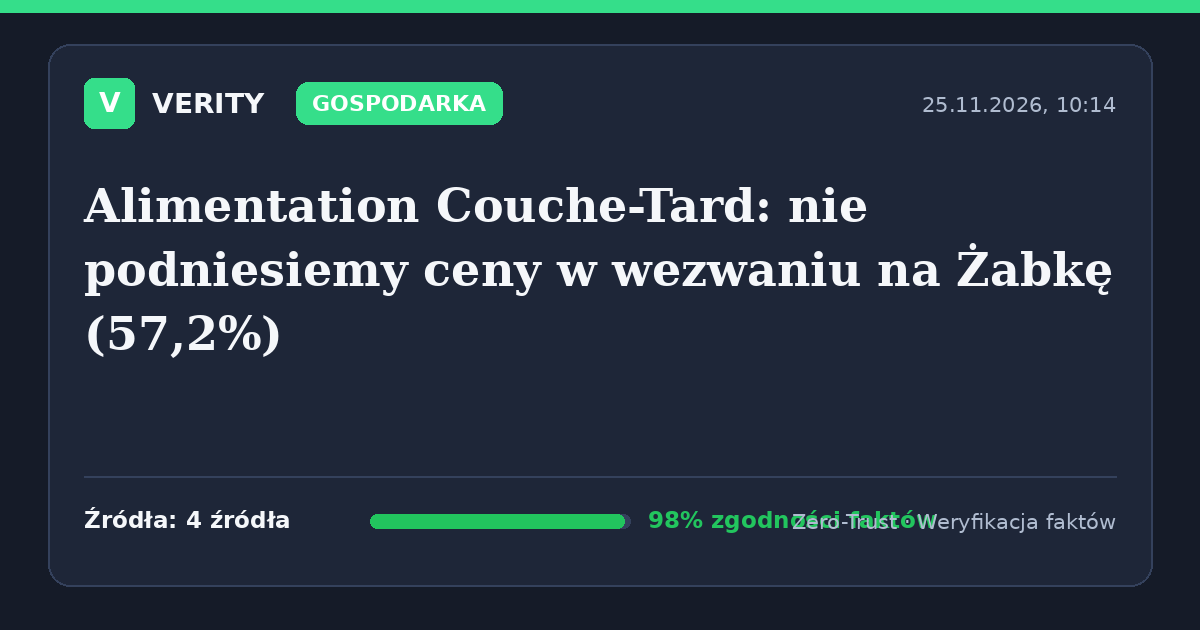 V VERITY GOSPODARKA 25.11.2026, 10:14
Alimentation Couche-Tard: nie
podniesiemy ceny w wezwaniu na Żabkę
(57,2%)
Źródła: 4 źródła 98% zgodności faktów Zero-Trust · Weryfikacja faktów